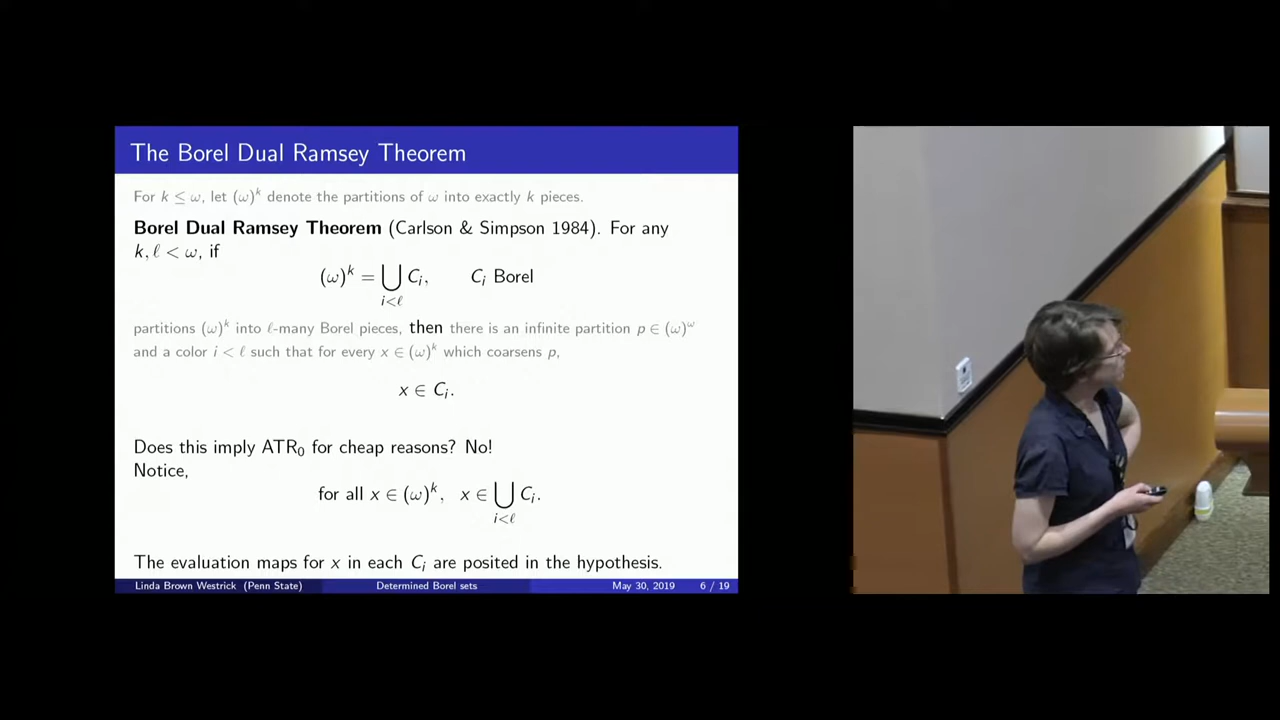 The Borel Dual Ramsey Theorem
For k ≤ ω, let (ω)^k denote the partitions of ω into exactly k pieces.
Borel Dual Ramsey Theorem (Carlson & Simpson 1984). For any
k, ℓ < ω, if
(ω)^k = ⋃_{i<ℓ} C_i, C_i Borel
partitions (ω)^k into ℓ-many Borel pieces, then there is an infinite partition p ∈ (ω)^ω
and a color i < ℓ such that for every x ∈ (ω)^k which coarsens p,
x ∈ C_i.
Does this imply ATR_0 for cheap reasons? No!
Notice,
for all x ∈ (ω)^k, x ∈ ⋃_{i<ℓ} C_i.
The evaluation maps for x in each C_i are posited in the hypothesis.
Linda Brown Westrick (Penn State) Determined Borel sets May 30, 2019 6 / 19